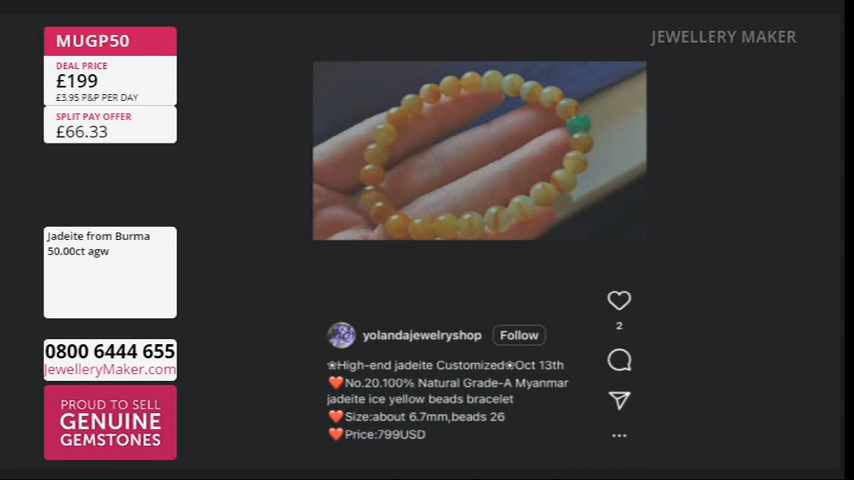 MUGP50
DEAL PRICE
£199
£3.95 P&P PER DAY
SPLIT PAY OFFER
£66.33
Jadeite from Burma
50.00ct agw
0800 6444 655
JewelleryMaker.com
PROUD TO SELL
GENUINE
GEMSTONES
JEWELLERY MAKER
2
yolandajewelryshop Follow
❀High-end jadeite Customized❀Oct 13th
❤️No.20.100% Natural Grade-A Myanmar
jadeite ice yellow beads bracelet
❤️Size:about 6.7mm,beads 26
❤️Price:799USD